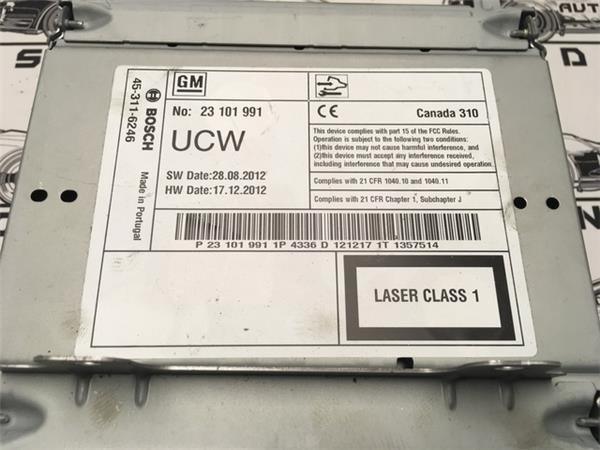 GM
No: 23 101 991
UCW
SW Date:28.08.2012
HW Date:17.12.2012
BOSCH
45-311-6246
Made in Portugal
CE
Canada 310
This device complies with part 15 of the FCC Rules.
Operation is subject to the following two conditions:
(1)this device may not cause harmful interference, and
(2)this device must accept any interference received,
including interference that may cause undesired operation.
Complies with 21 CFR 1040.10 and 1040.11
Complies with 21 CFR Chapter 1, Subchapter J
P 23 101 991 1P 4336 D 121217 1T 1357514
LASER CLASS 1
AUTO
S
D